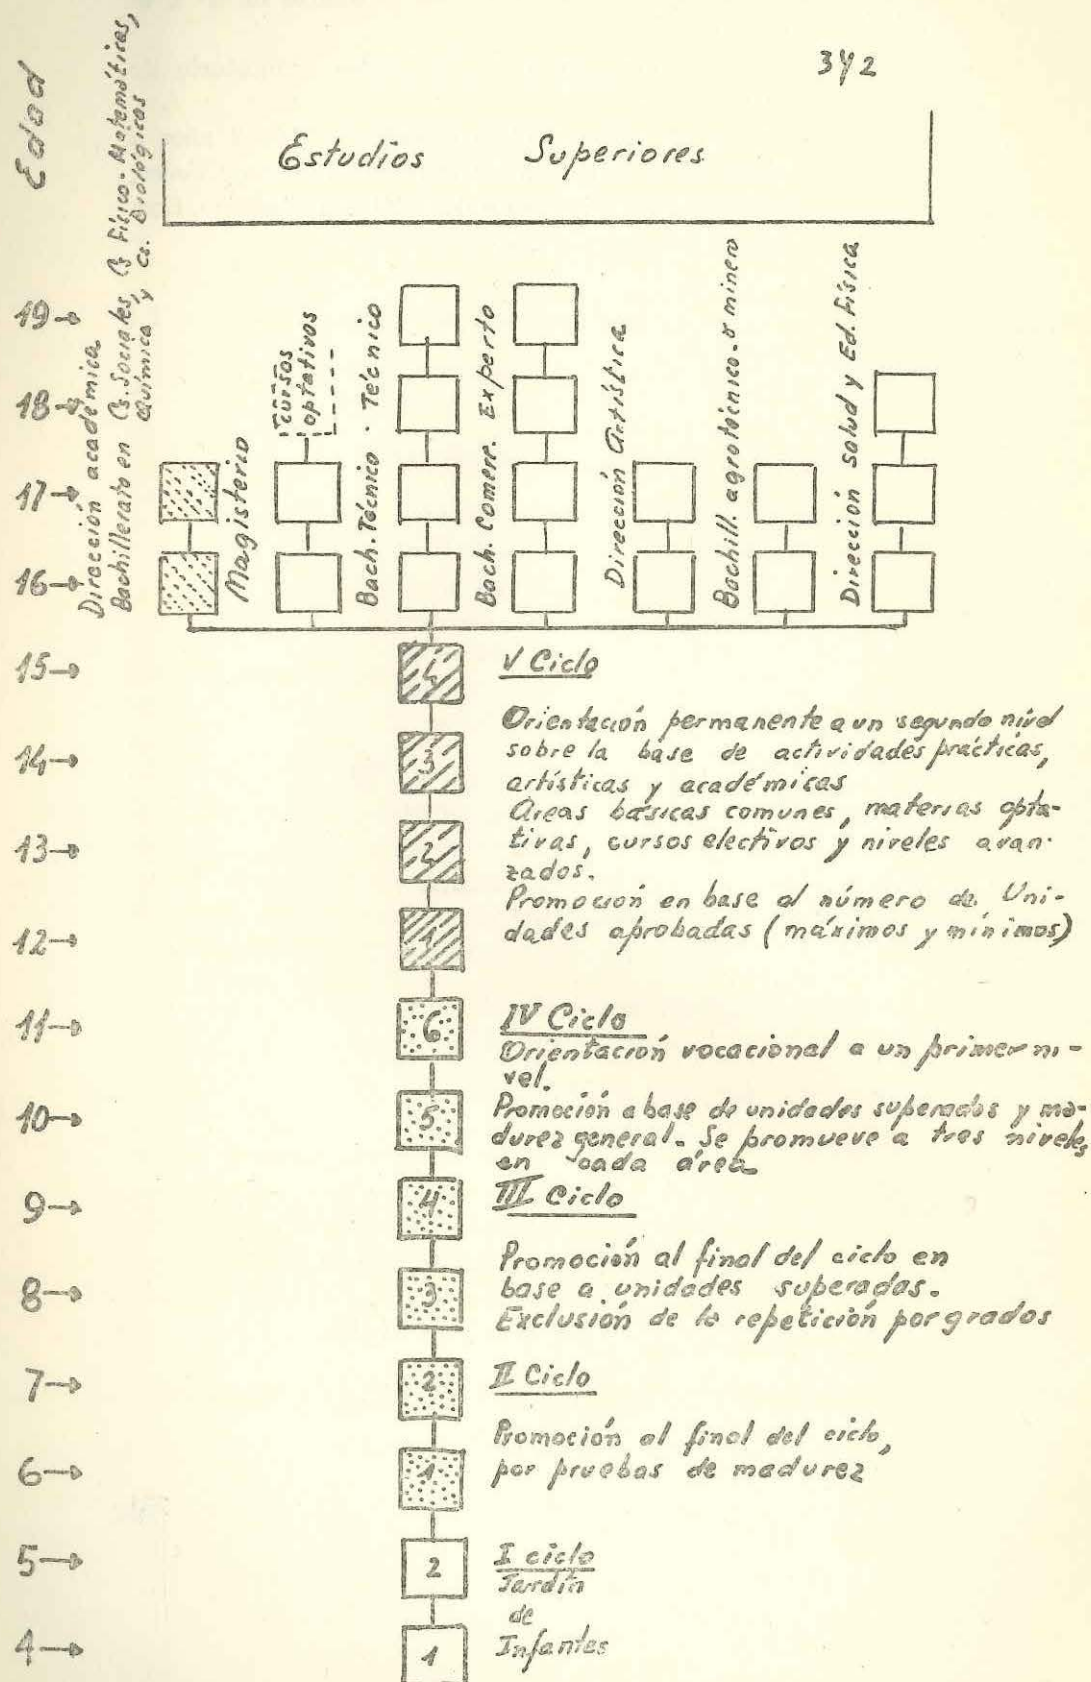 342
Edad
Estudios Superiores
Dirección académica.
Bachillerato en Cs. Sociales, Cs Físico-Matemáticas,
Química y Cs. Biológicas
Magisterio
cursos
optativos
Bach. Técnico - Técnico
Bach. Comerc. Experto
Dirección Artística
Bachill. agrotécnico. o minero
Dirección salud y Ed. Física
19
18
17
16
15
4
V Ciclo
Orientación permanente a un segundo nivel
sobre la base de actividades prácticas,
artísticas y académicas
14
3
Areas básicas comunes, materias opta-
tivas, cursos electivos y niveles avan-
zados.
13
2
Promoción en base al número de Uni-
dades aprobadas (máximos y mínimos)
12
1
11
6
IV Ciclo
Orientación vocacional a un primer ni-
vel.
10
5
Promoción a base de unidades superadas y ma-
durez general. Se promueve a tres niveles,
en cada área.
9
4
III Ciclo
Promoción al final del ciclo en
base a unidades superadas.
Exclusión de la repetición por grados
8
3
7
2
II Ciclo
Promoción al final del ciclo,
por pruebas de madurez
6
1
5
2
I ciclo
Jardín
de
Infantes
4
1